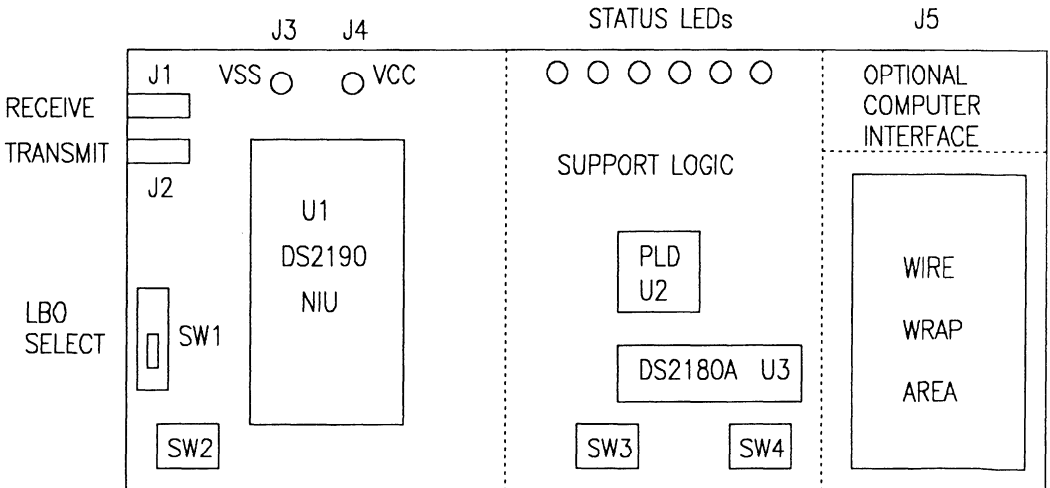 STATUS LEDs
J5
J3
J4
J1
VSS
VCC
RECEIVE
TRANSMIT
J2
OPTIONAL
COMPUTER
INTERFACE
SUPPORT LOGIC
U1
DS2190
NIU
PLD
U2
WIRE
WRAP
AREA
LBO
SELECT
SW1
DS2180A U3
SW2
SW3
SW4